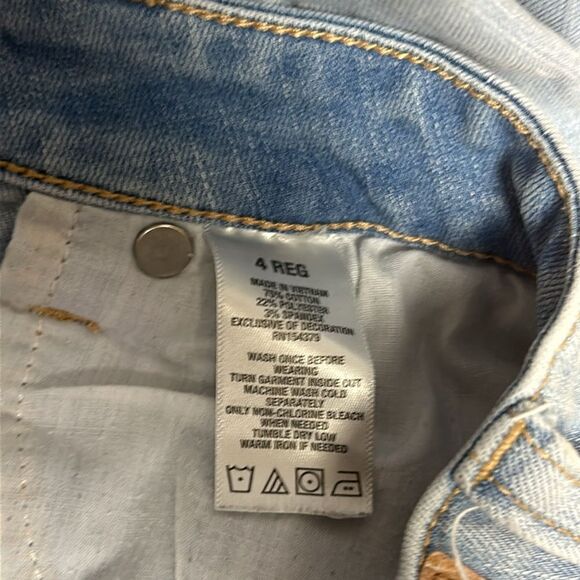 4 REG
MADE IN VIETNAM
75% COTTON
22% POLYESTER
3% SPANDEX
EXCLUSIVE OF DECORATION
RN154379
WASH ONCE BEFORE
WEARING
TURN GARMENT INSIDE OUT
MACHINE WASH COLD
SEPARATELY
ONLY NON-CHLORINE BLEACH
WHEN NEEDED
TUMBLE DRY LOW
WARM IRON IF NEEDED